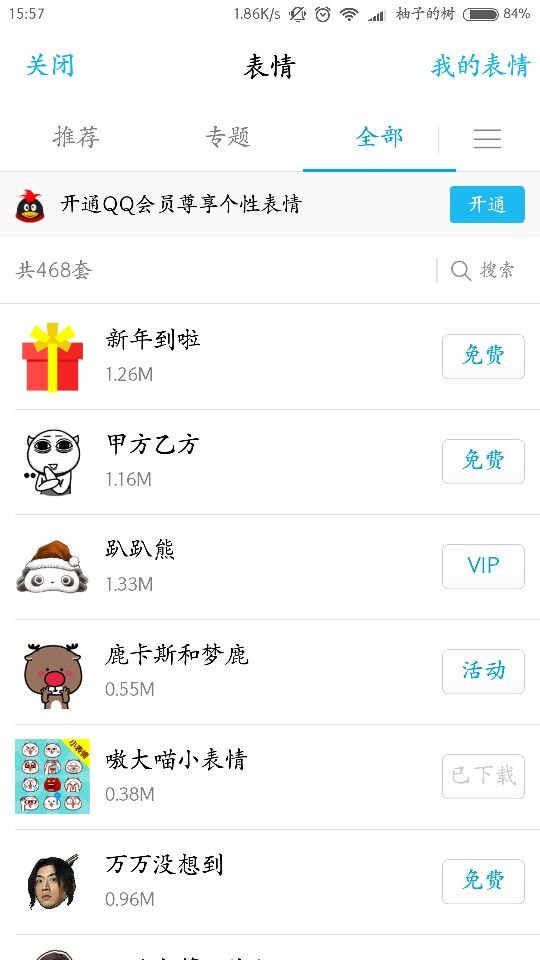 15:57 1.86K/s 柚子的树 84%
关闭 表情 我的表情
推荐 专题 全部
开通QQ会员尊享个性表情 开通
共468套 搜索
新年到啦
1.26M
免费
甲方乙方
1.16M
免费
趴趴熊
1.33M
VIP
鹿卡斯和梦鹿
0.55M
活动
小表情
嗷大喵小表情
0.38M
已下载
万万没想到
0.96M
免费